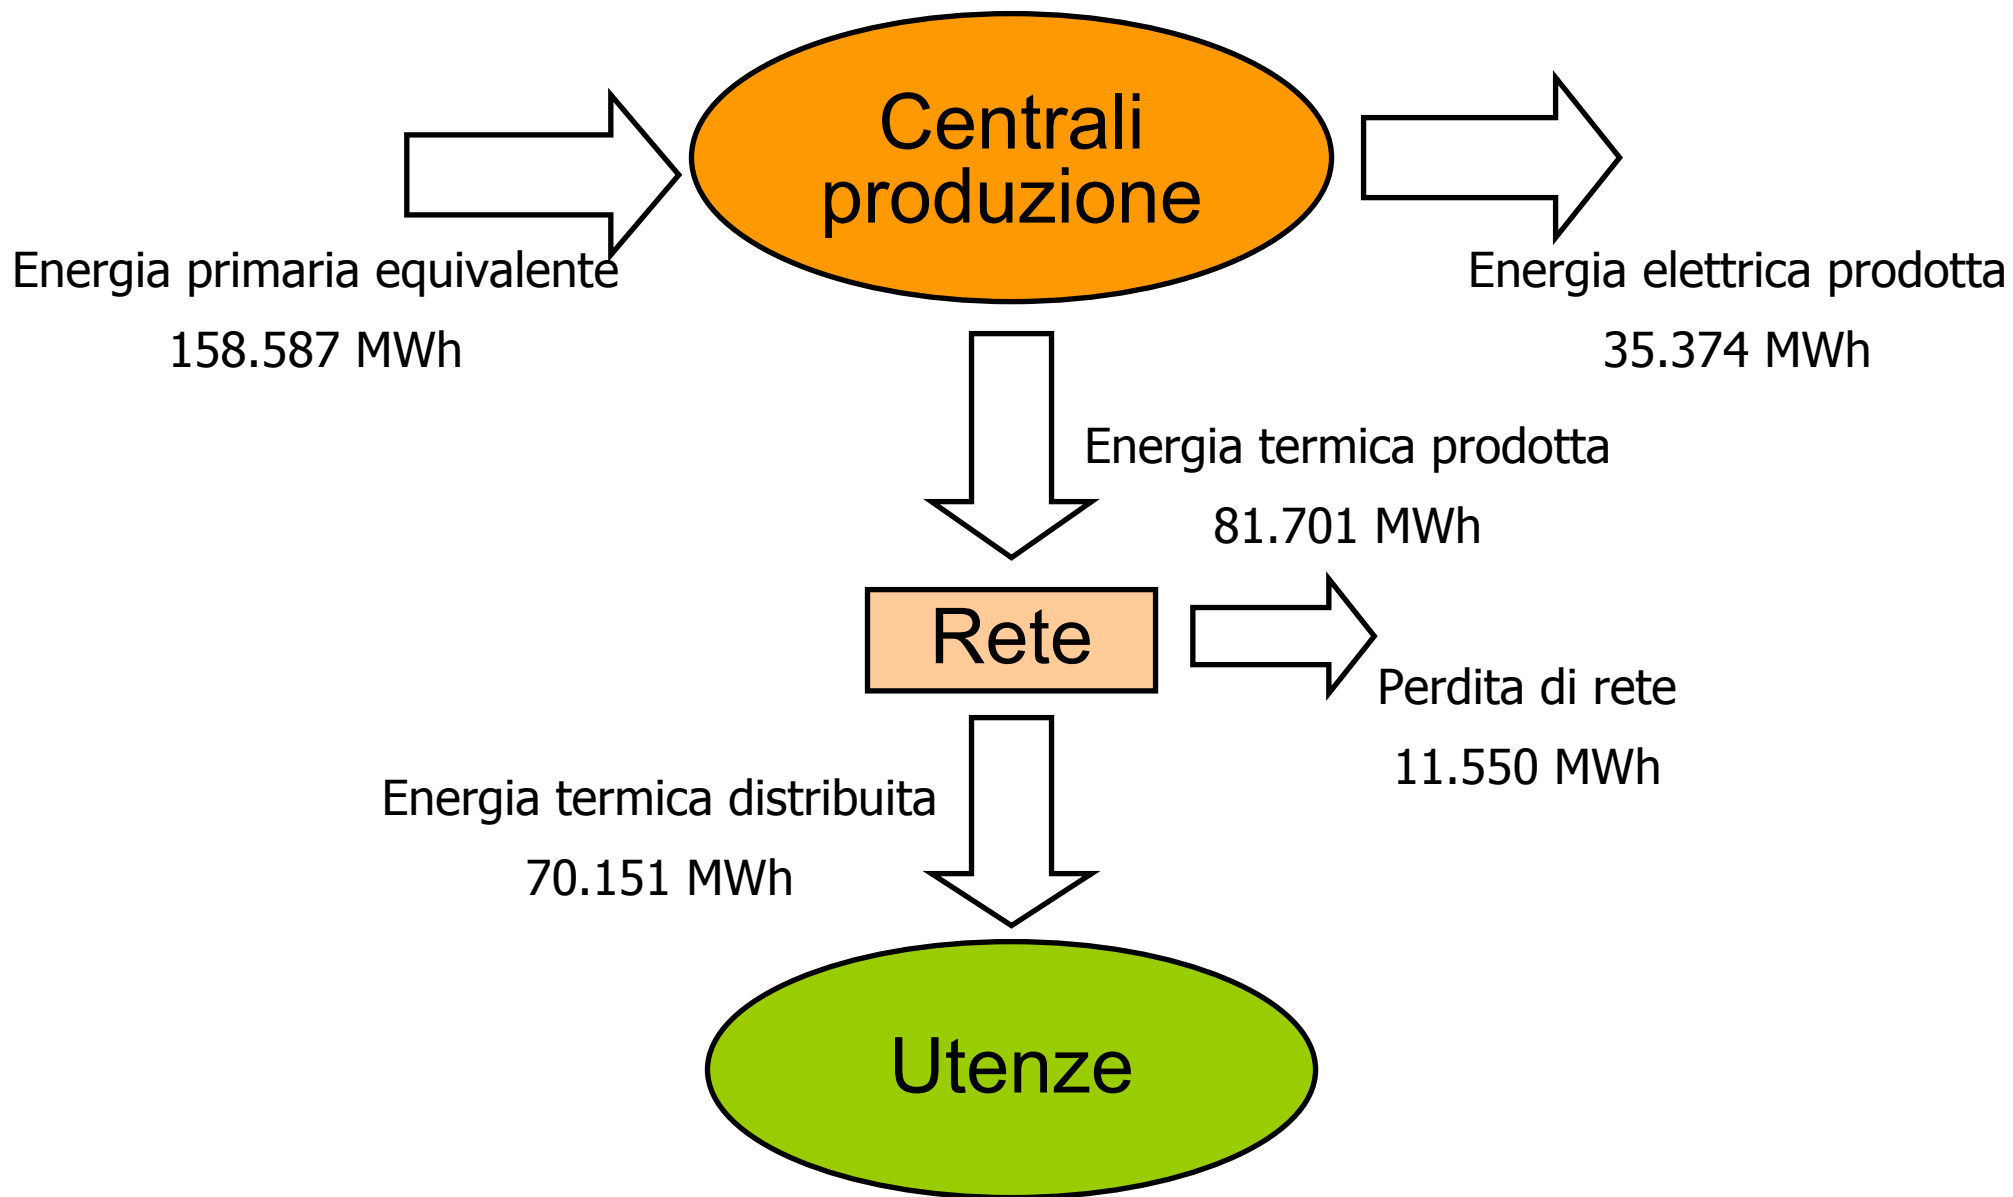 Centrali
produzione
Energia primaria equivalente
158.587 MWh
Energia elettrica prodotta
35.374 MWh
Energia termica prodotta
81.701 MWh
Rete
Perdita di rete
11.550 MWh
Energia termica distribuita
70.151 MWh
Utenze